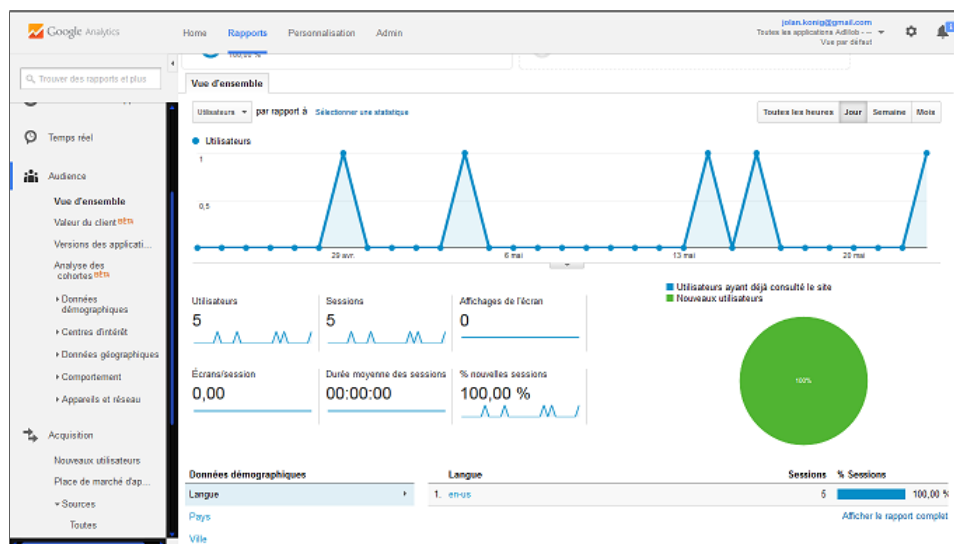 Google Analytics
Home Rapports Personnalisation Admin
jolan.konig@gmail.com
Toutes les applications AdMob - --
Vue par défaut
1
100,00 %
Trouver des rapports et plus
Temps réel
Audience
Vue d'ensemble
Valeur du client BÊTA
Versions des applicati...
Analyse des
cohortes BÊTA
Données
démographiques
Centres d'intérêt
Données géographiques
Comportement
Appareils et réseau
Acquisition
Nouveaux utilisateurs
Place de marché d'ap...
Sources
Toutes
Vue d'ensemble
Utilisateurs par rapport à Sélectionner une statistique
Toutes les heures Jour Semaine Mois
Utilisateurs
1
0,5
29 avr. 6 mai 13 mai 20 mai
Utilisateurs ayant déjà consulté le site
Nouveaux utilisateurs
100%
Utilisateurs Sessions Affichages de l'écran
5 5 0
Écrans/session Durée moyenne des sessions % nouvelles sessions
0,00 00:00:00 100,00 %
Données démographiques Langue Sessions % Sessions
Langue 1. en-us 5 100,00 %
Pays
Afficher le rapport complet
Ville